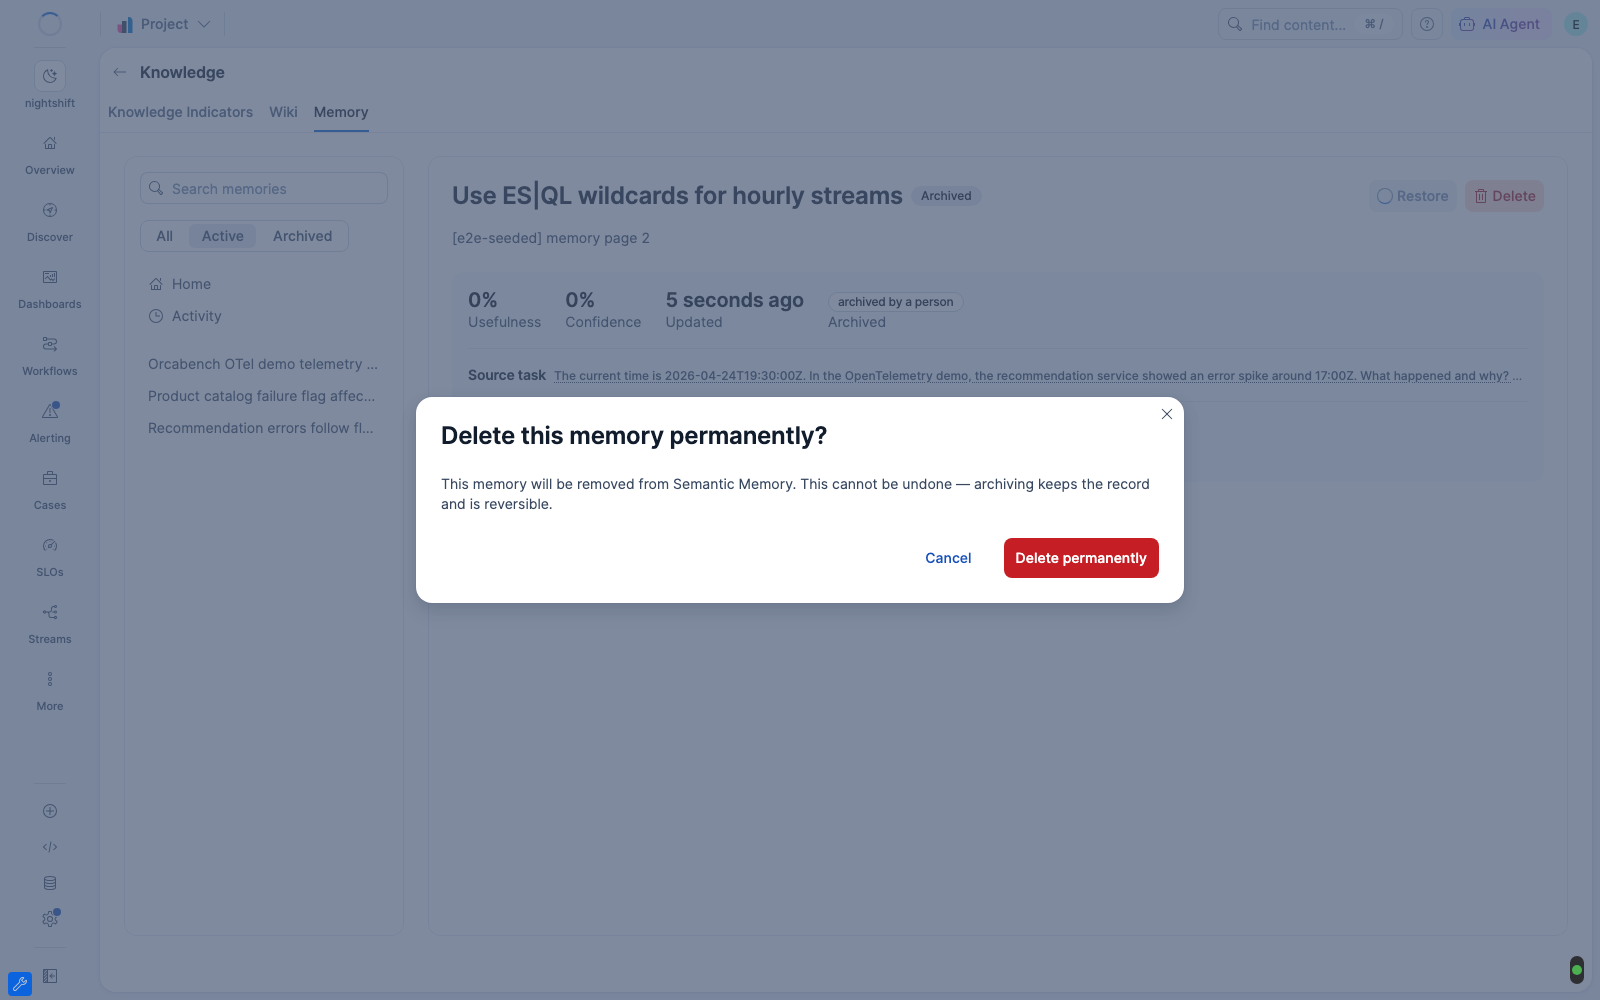 Project
Find content...
⌘ /
AI Agent
E
nightshift
Overview
Discover
Dashboards
Workflows
Alerting
Cases
SLOs
Streams
More
Knowledge
Knowledge Indicators
Wiki
Memory
Search memories
All
Active
Archived
Home
Activity
Orcabench OTel demo telemetry ...
Product catalog failure flag affec...
Recommendation errors follow fl...
Use ES|QL wildcards for hourly streams
Archived
Restore
Delete
[e2e-seeded] memory page 2
0%
Usefulness
0%
Confidence
5 seconds ago
Updated
archived by a person
Archived
Source task
The current time is 2026-04-24T19:30:00Z. In the OpenTelemetry demo, the recommendation service showed an error spike around 17:00Z. What happened and why? ...
Delete this memory permanently?
This memory will be removed from Semantic Memory. This cannot be undone — archiving keeps the record
and is reversible.
Cancel
Delete permanently